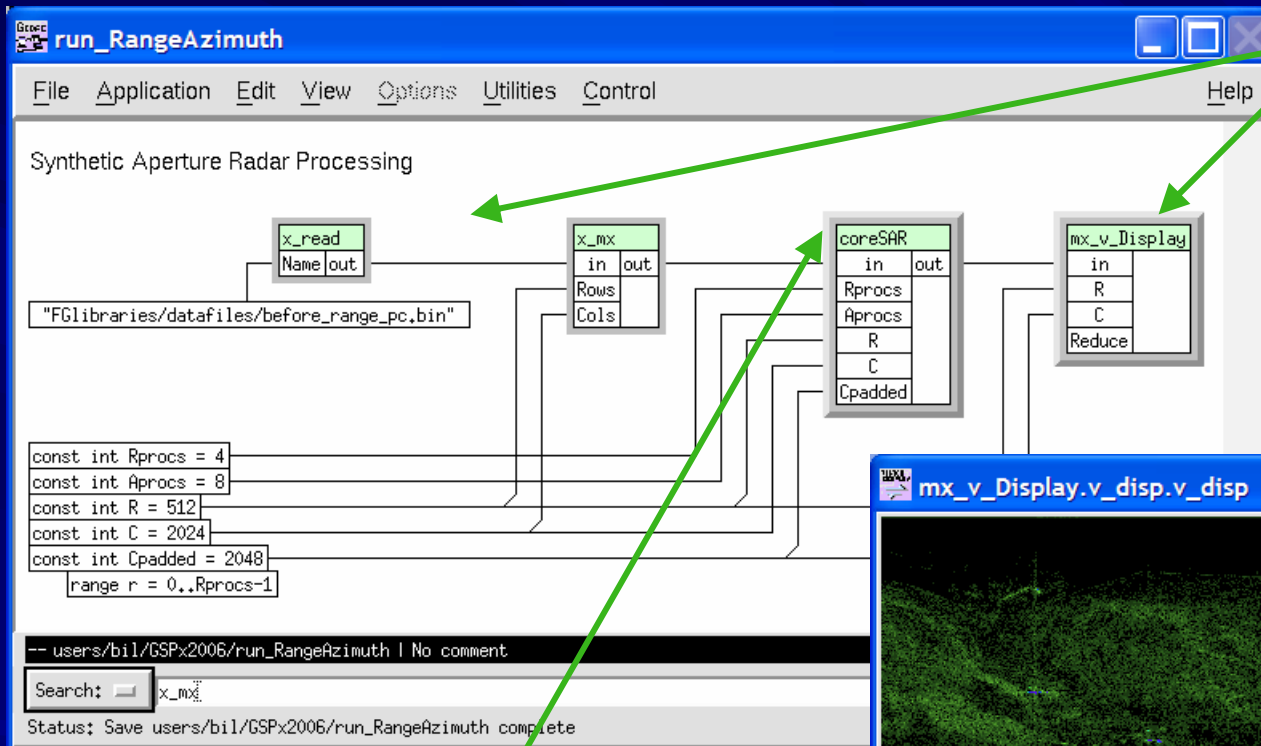 Gedae
run_RangeAzimuth
File Application Edit View Options Utilities Control Help
Synthetic Aperture Radar Processing
x_read
Name out
"FGlibraries/datafiles/before_range_pc.bin"
x_mx
in out
Rows
Cols
coreSAR
in out
Rprocs
Aprocs
R
C
Cpadded
mx_v_Display
in
R
C
Reduce
const int Rprocs = 4
const int Aprocs = 8
const int R = 512
const int C = 2024
const int Cpadded = 2048
range r = 0..Rprocs-1
-- users/bil/GSPx2006/run_RangeAzimuth | No comment
Search: x_mx
Status: Save users/bil/GSPx2006/run_RangeAzimuth complete
mx_v_Display.v_disp.v_disp